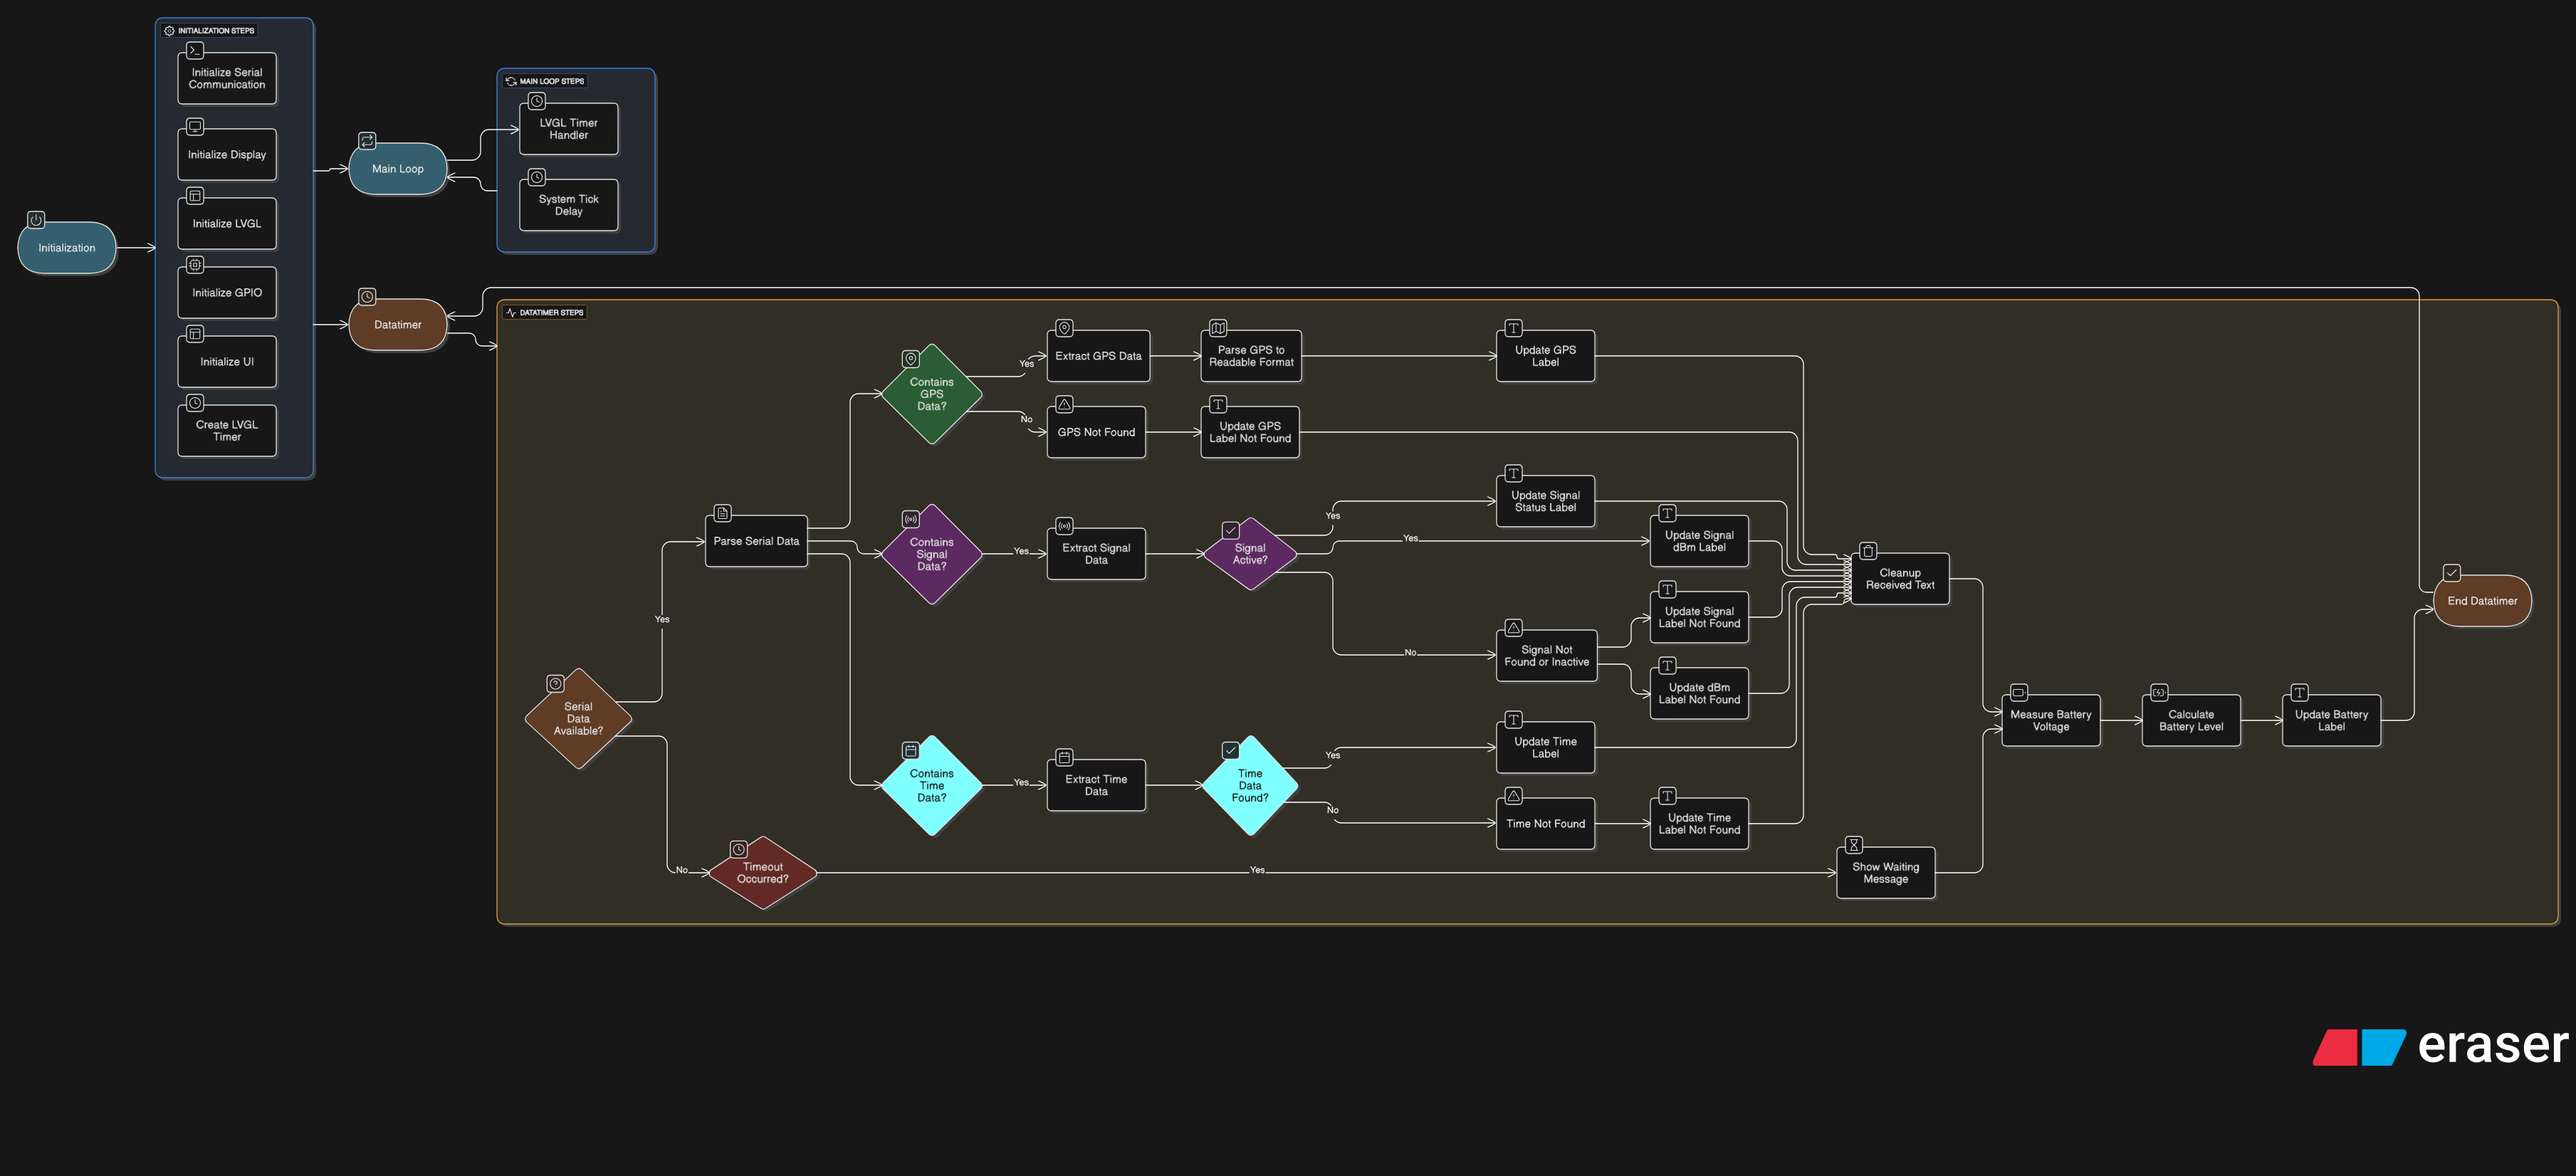 INITIALIZATION STEPS
Initialize Serial
Communication
Initialize Display
Initialize LVGL
Initialize GPIO
Initialize UI
Create LVGL
Timer
Initialization
Main Loop
MAIN LOOP STEPS
LVGL Timer
Handler
System Tick
Delay
Datatimer
DATATIMER STEPS
Serial
Data
Available?
Yes
No
Parse Serial Data
Timeout
Occurred?
Yes
Contains
GPS
Data?
Yes
No
Extract GPS Data
Parse GPS to
Readable Format
Update GPS
Label
GPS Not Found
Update GPS
Label Not Found
Contains
Signal
Data?
Yes
Extract Signal
Data
Signal
Active?
Yes
Yes
No
Update Signal
Status Label
Update Signal
dBm Label
Signal Not
Found or Inactive
Update Signal
Label Not Found
Update dBm
Label Not Found
Contains
Time
Data?
Yes
Extract Time
Data
Time
Data
Found?
Yes
No
Update Time
Label
Time Not Found
Update Time
Label Not Found
Cleanup
Received Text
Show Waiting
Message
Measure Battery
Voltage
Calculate
Battery Level
Update Battery
Label
End Datatimer
eraser